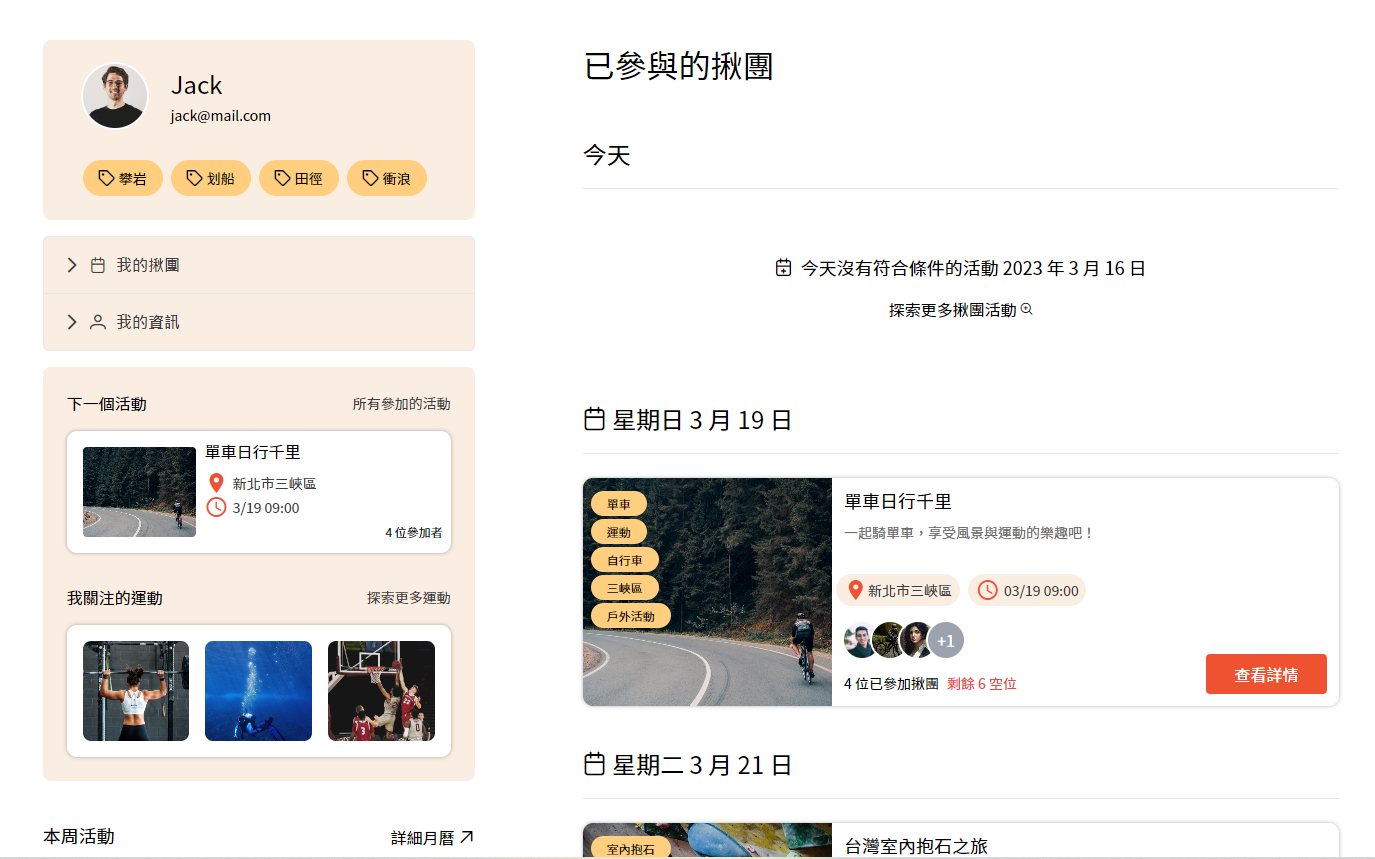 Jack
jack@mail.com
攀岩
划船
田徑
衝浪
我的揪團
我的資訊
下一個活動
所有參加的活動
單車日行千里
新北市三峽區
3/19 09:00
4 位參加者
我關注的運動
探索更多運動
本周活動
詳細月曆
已參與的揪團
今天
今天沒有符合條件的活動 2023 年 3 月 16 日
探索更多揪團活動
星期日 3 月 19 日
單車
運動
自行車
三峽區
戶外活動
單車日行千里
一起騎單車，享受風景與運動的樂趣吧！
新北市三峽區
03/19 09:00
+1
4 位已參加揪團 剩餘 6 空位
查看詳情
星期二 3 月 21 日
室內抱石
台灣室內抱石之旅